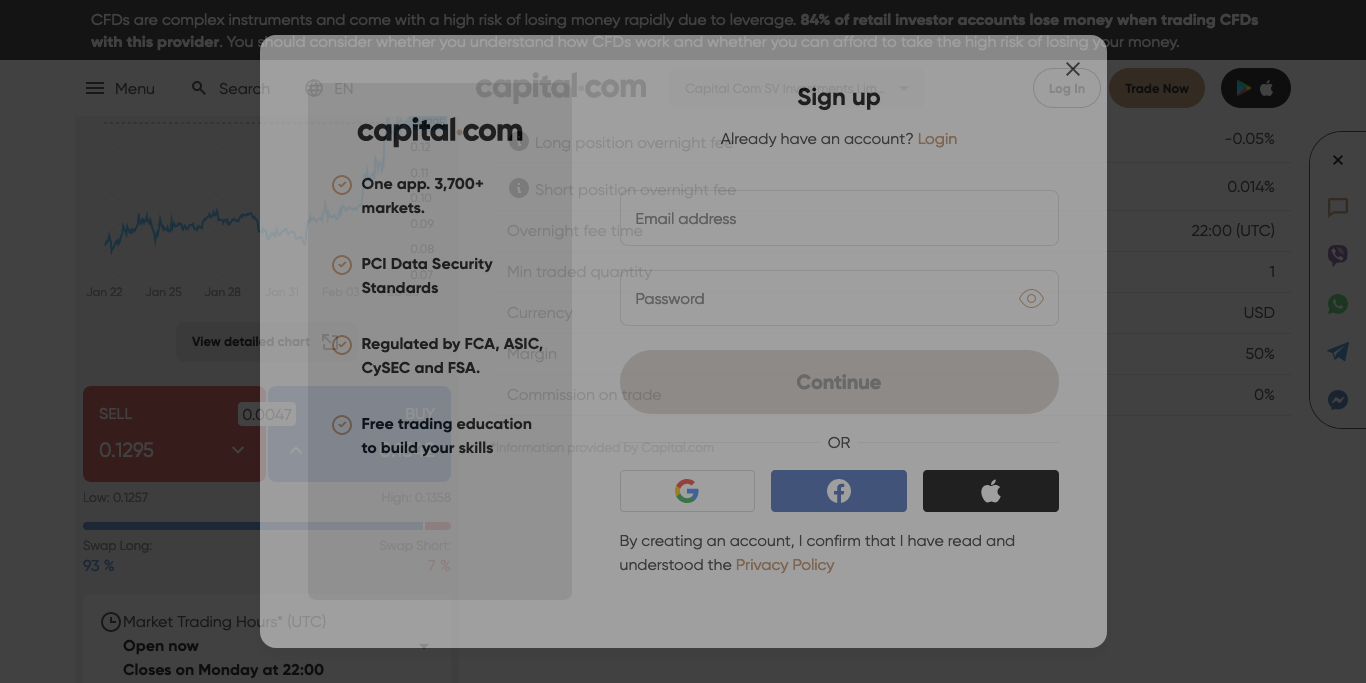 CFDs are complex instruments and come with a high risk of losing money rapidly due to leverage. 84% of retail investor accounts lose money when trading CFDs
with this provider. You should consider whether you understand how CFDs work and whether you can afford to take the high risk of losing your money.
Menu
Search
EN
capital.com
Capital Com SV Investments Lim...
Log In
Trade Now
Sign up
Already have an account? Login
capital.com
One app. 3,700+
markets.
PCI Data Security
Standards
Regulated by FCA, ASIC,
CySEC and FSA.
Free trading education
to build your skills
Email address
Password
Continue
OR
By creating an account, I confirm that I have read and
understood the Privacy Policy
0.12
0.11
0.10
0.09
0.08
0.07
Jan 22
Jan 25
Jan 28
Jan 31
Feb 03
View detailed chart
SELL
0.1295
0.0047
BUY
Low: 0.1257
High: 0.1358
Swap Long:
Swap Short:
93 %
7 %
Market Trading Hours* (UTC)
Open now
Closes on Monday at 22:00
Long position overnight fee
-0.05%
Short position overnight fee
0.014%
Overnight fee time
22:00 (UTC)
Min traded quantity
1
Currency
USD
Margin
50%
Commission on trade
0%
*Information provided by Capital.com